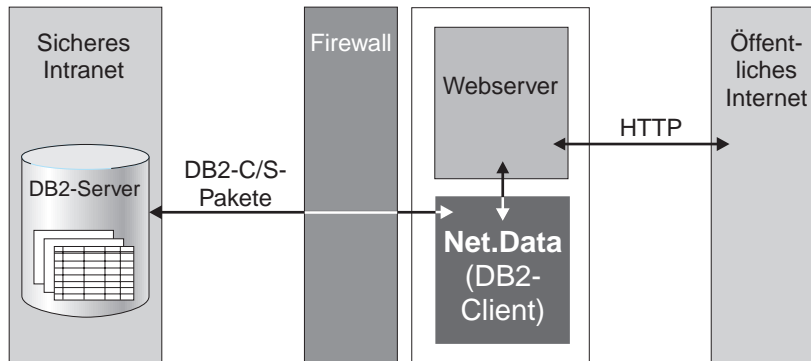 Sicheres
Intranet
DB2-Server
DB2-C/S-
Pakete
Firewall
Webserver
Net.Data
(DB2-
Client)
HTTP
Öffent-
liches
Internet